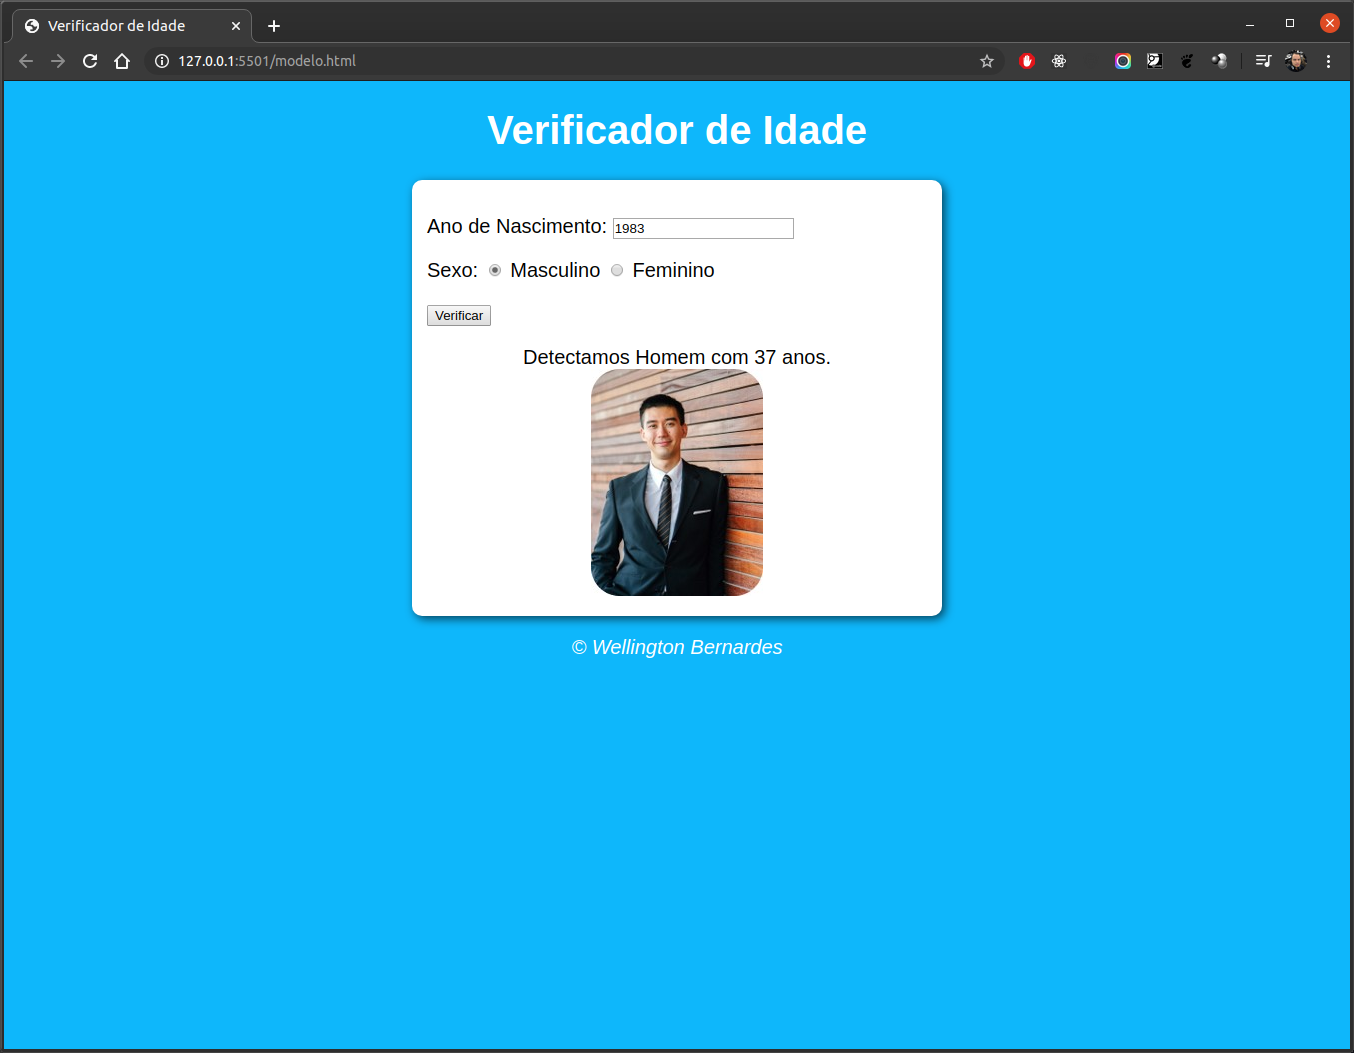 Verificador de Idade
127.0.0.1:5501/modelo.html
Verificador de Idade
Ano de Nascimento: 1983
Sexo: Masculino Feminino
Verificar
Detectamos Homem com 37 anos.
© Wellington Bernardes